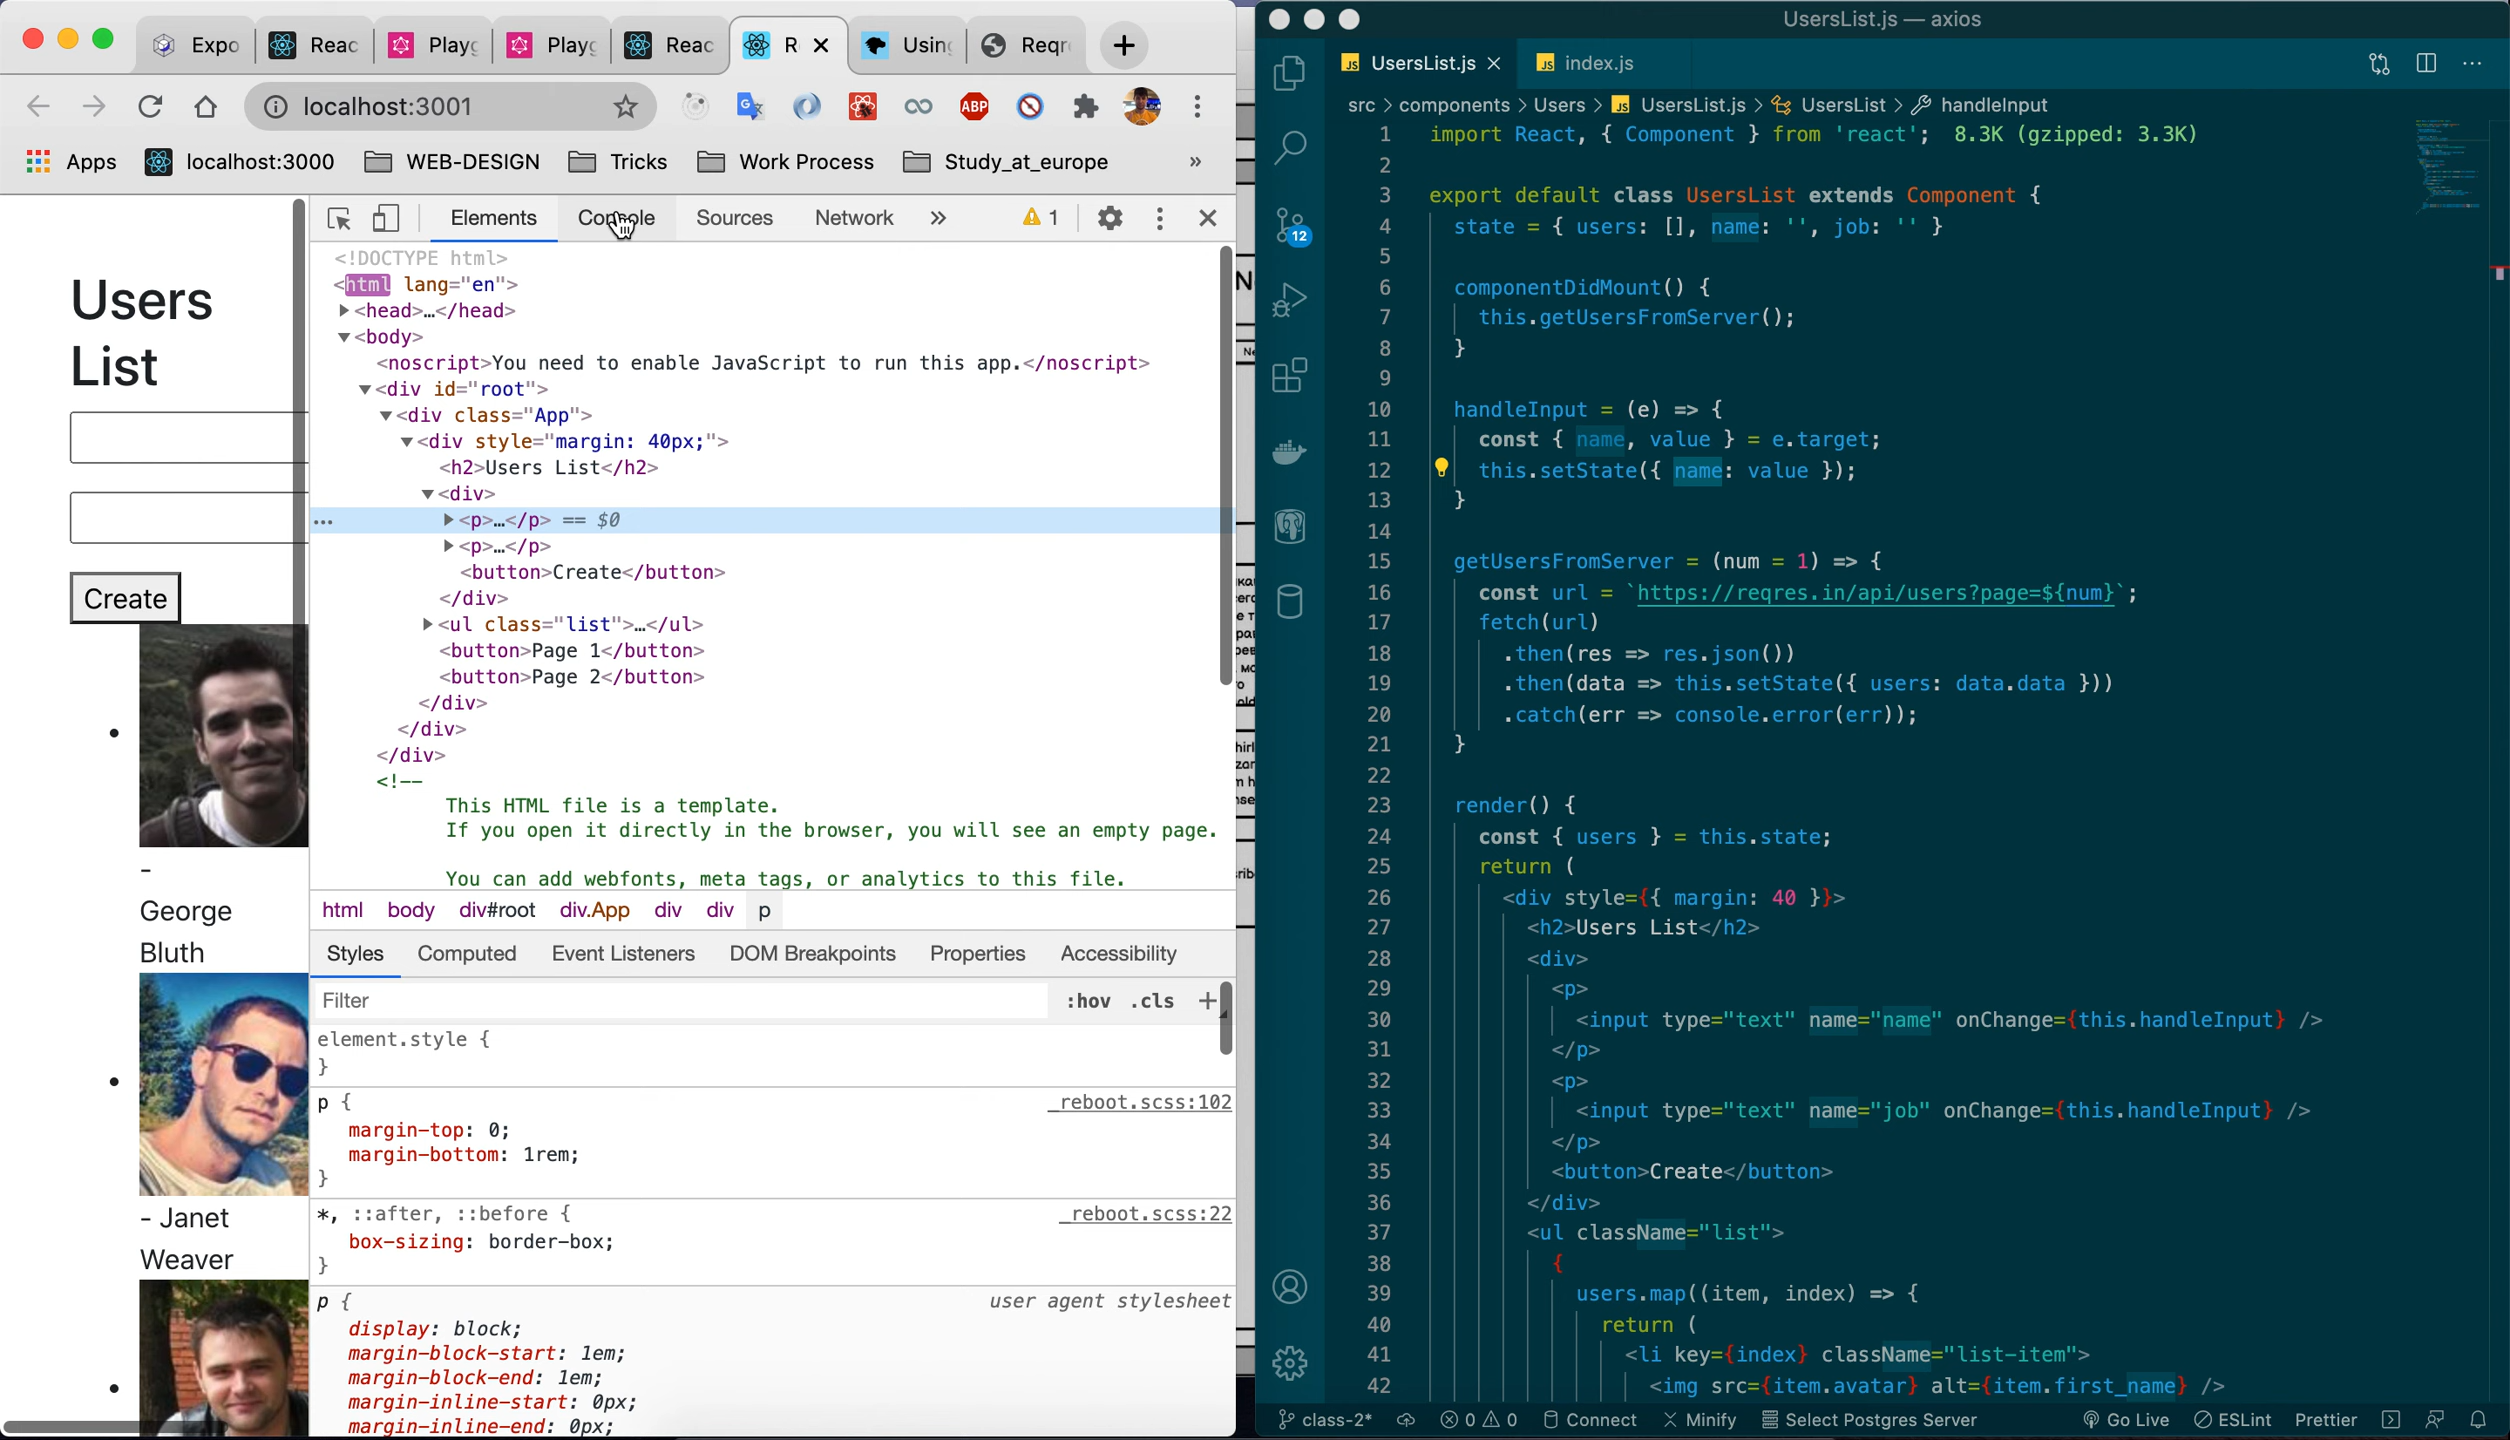 Expo
Reac
Playg
Playg
Reac
R
Using
Reqre
localhost:3001
ABP
Apps
localhost:3000
WEB-DESIGN
Tricks
Work Process
Study_at_europe
»
Users
List
Create
-
George
Bluth
- Janet
Weaver
Elements
Console
Sources
Network
»
1
<!DOCTYPE html>
<html lang="en">
<head>…</head>
<body>
<noscript>You need to enable JavaScript to run this app.</noscript>
<div id="root">
<div class="App">
<div style="margin: 40px;">
<h2>Users List</h2>
<div>
… <p>…</p> == $0
<p>…</p>
<button>Create</button>
</div>
<ul class="list">…</ul>
<button>Page 1</button>
<button>Page 2</button>
</div>
</div>
</div>
<!--
This HTML file is a template.
If you open it directly in the browser, you will see an empty page.
You can add webfonts, meta tags, or analytics to this file.
html body div#root div.App div div p
Styles
Computed
Event Listeners
DOM Breakpoints
Properties
Accessibility
Filter
:hov .cls +
element.style {
}
p {
_reboot.scss:102
margin-top: 0;
margin-bottom: 1rem;
}
*, ::after, ::before {
_reboot.scss:22
box-sizing: border-box;
}
p {
user agent stylesheet
display: block;
margin-block-start: 1em;
margin-block-end: 1em;
margin-inline-start: 0px;
margin-inline-end: 0px;
UsersList.js — axios
JS UsersList.js
JS index.js
src > components > Users > JS UsersList.js > UsersList > handleInput
12
1 import React, { Component } from 'react'; 8.3K (gzipped: 3.3K)
2
3 export default class UsersList extends Component {
4 state = { users: [], name: '', job: '' }
5
6 componentDidMount() {
7 this.getUsersFromServer();
8 }
9
10 handleInput = (e) => {
11 const { name, value } = e.target;
12 this.setState({ name: value });
13 }
14
15 getUsersFromServer = (num = 1) => {
16 const url = `https://reqres.in/api/users?page=${num}`;
17 fetch(url)
18 .then(res => res.json())
19 .then(data => this.setState({ users: data.data }))
20 .catch(err => console.error(err));
21 }
22
23 render() {
24 const { users } = this.state;
25 return (
26 <div style={{ margin: 40 }}>
27 <h2>Users List</h2>
28 <div>
29 <p>
30 <input type="text" name="name" onChange={this.handleInput} />
31 </p>
32 <p>
33 <input type="text" name="job" onChange={this.handleInput} />
34 </p>
35 <button>Create</button>
36 </div>
37 <ul className="list">
38 {
39 users.map((item, index) => {
40 return (
41 <li key={index} className="list-item">
42 <img src={item.avatar} alt={item.first_name} />
class-2*
0
0
Connect
Minify
Select Postgres Server
Go Live
ESLint
Prettier